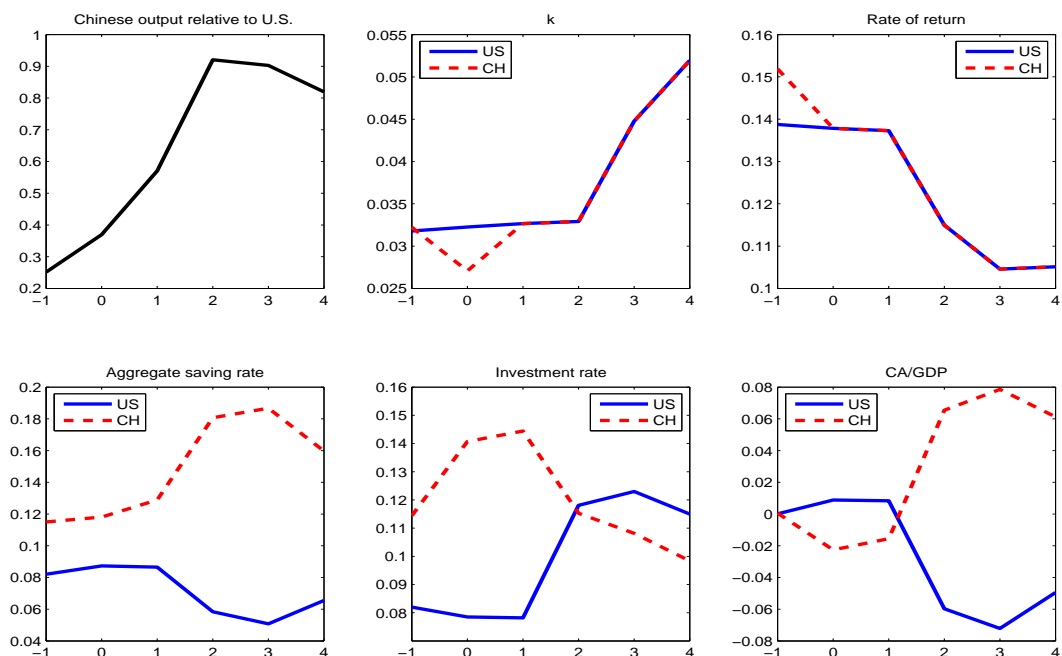 Chinese output relative to U.S.
1
0.9
0.8
0.7
0.6
0.5
0.4
0.3
0.2
−1 0 1 2 3 4
k
0.055
0.05
0.045
0.04
0.035
0.03
0.025
−1 0 1 2 3 4
US
CH
Rate of return
0.16
0.15
0.14
0.13
0.12
0.11
0.1
−1 0 1 2 3 4
US
CH
Aggregate saving rate
0.2
0.18
0.16
0.14
0.12
0.1
0.08
0.06
0.04
−1 0 1 2 3 4
US
CH
Investment rate
0.16
0.15
0.14
0.13
0.12
0.11
0.1
0.09
0.08
−1 0 1 2 3 4
US
CH
CA/GDP
0.08
0.06
0.04
0.02
0
−0.02
−0.04
−0.06
−0.08
−1 0 1 2 3 4
US
CH